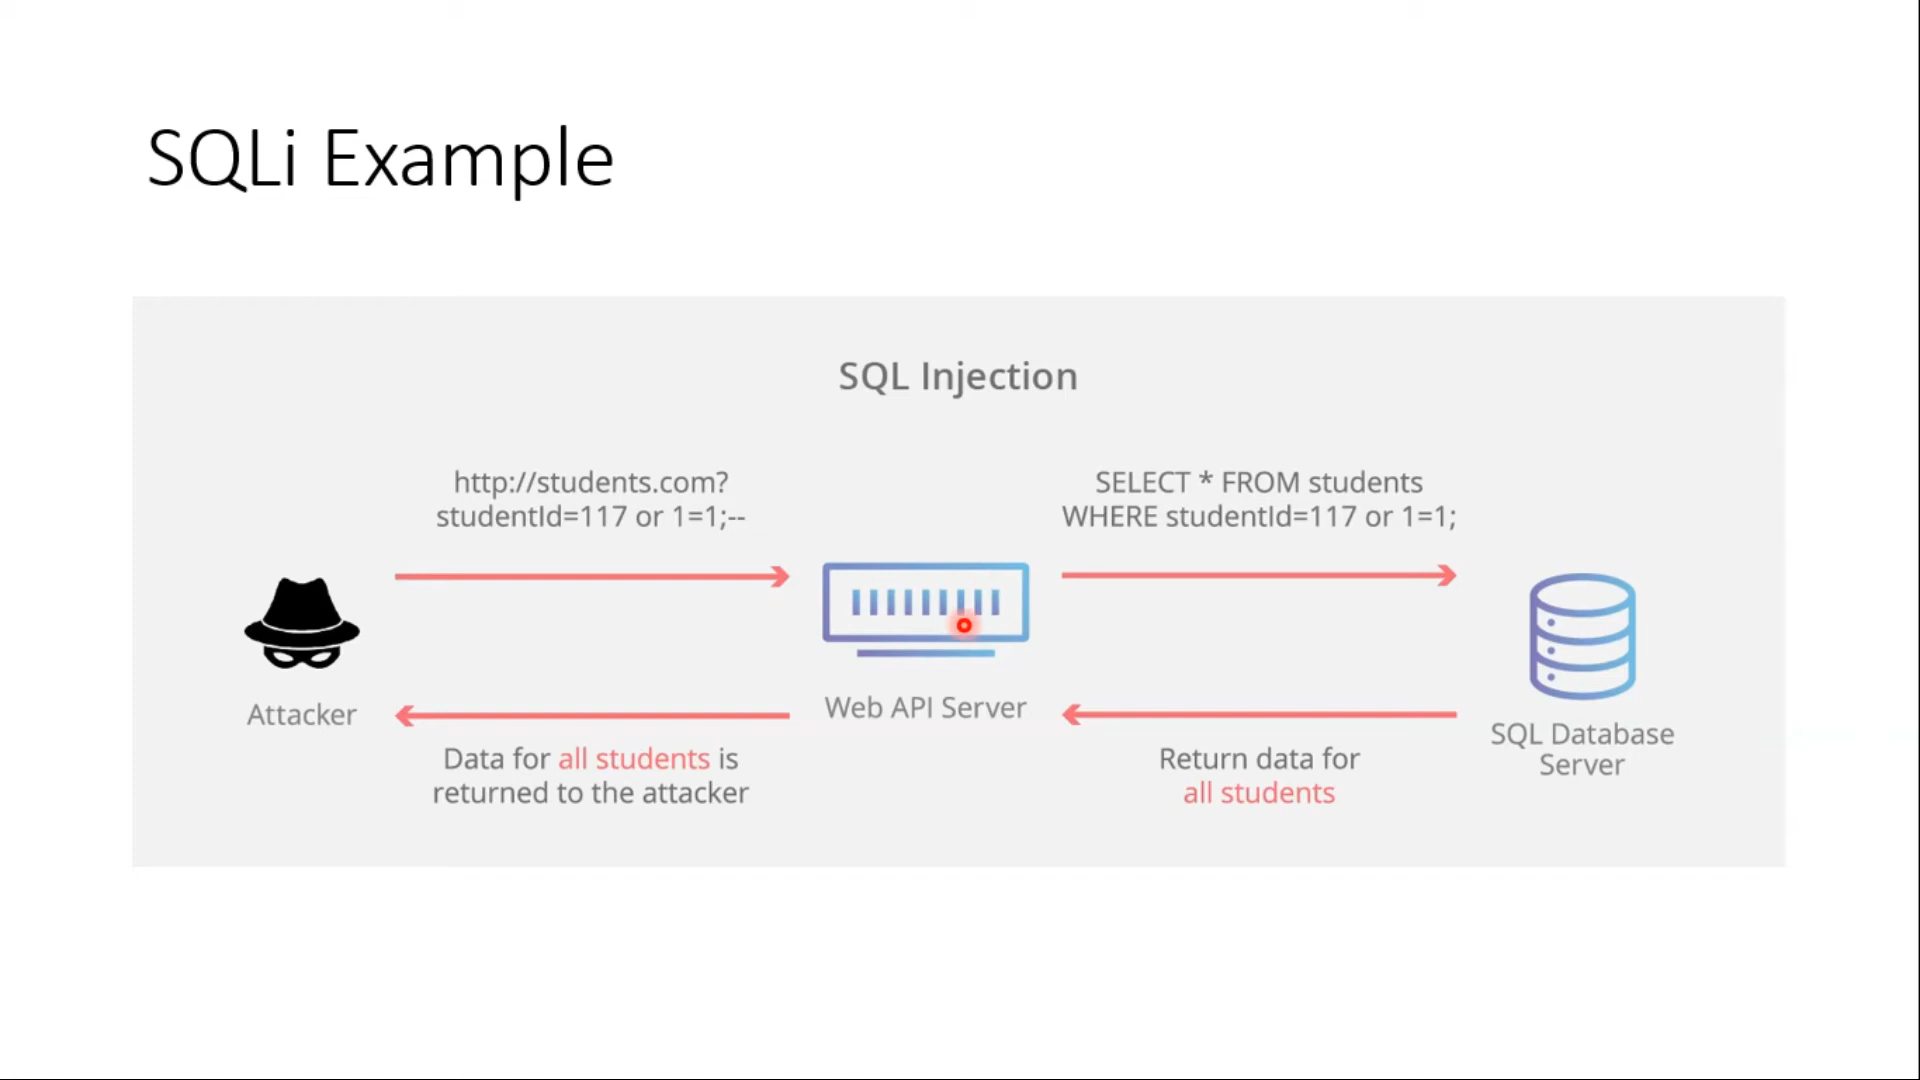 SQLi Example
SQL Injection
http://students.com?
studentId=117 or 1=1;--
SELECT * FROM students
WHERE studentId=117 or 1=1;
Attacker
Web API Server
SQL Database
Server
Data for all students is
returned to the attacker
Return data for
all students